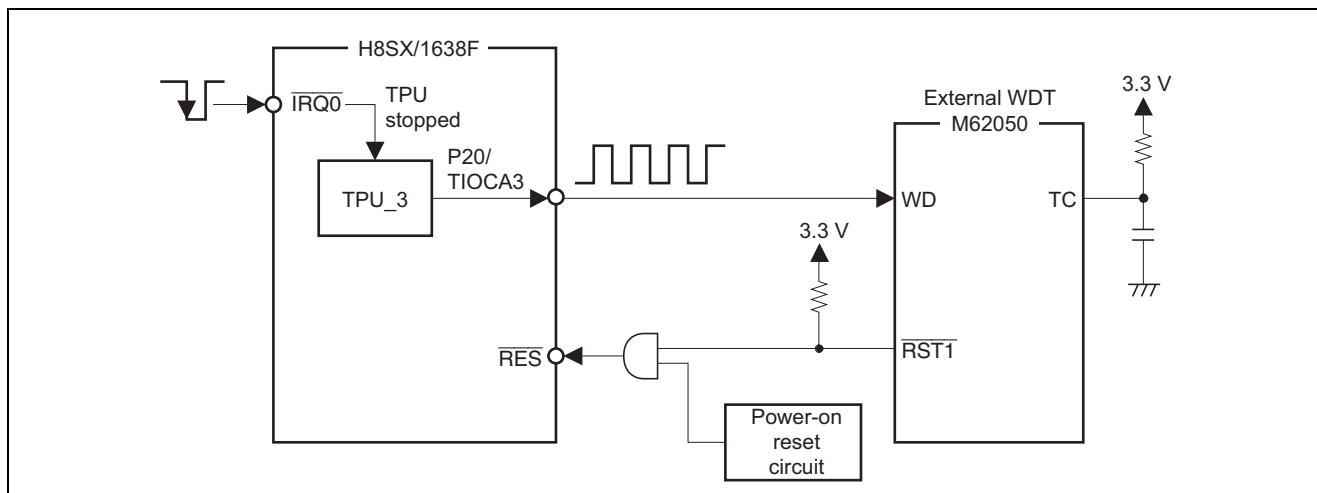 H8SX/1638F
IRQ0
TPU
stopped
P20/
TIOCA3
TPU_3
External WDT
M62050
3.3 V
WD
TC
3.3 V
RES
RST1
Power-on
reset
circuit